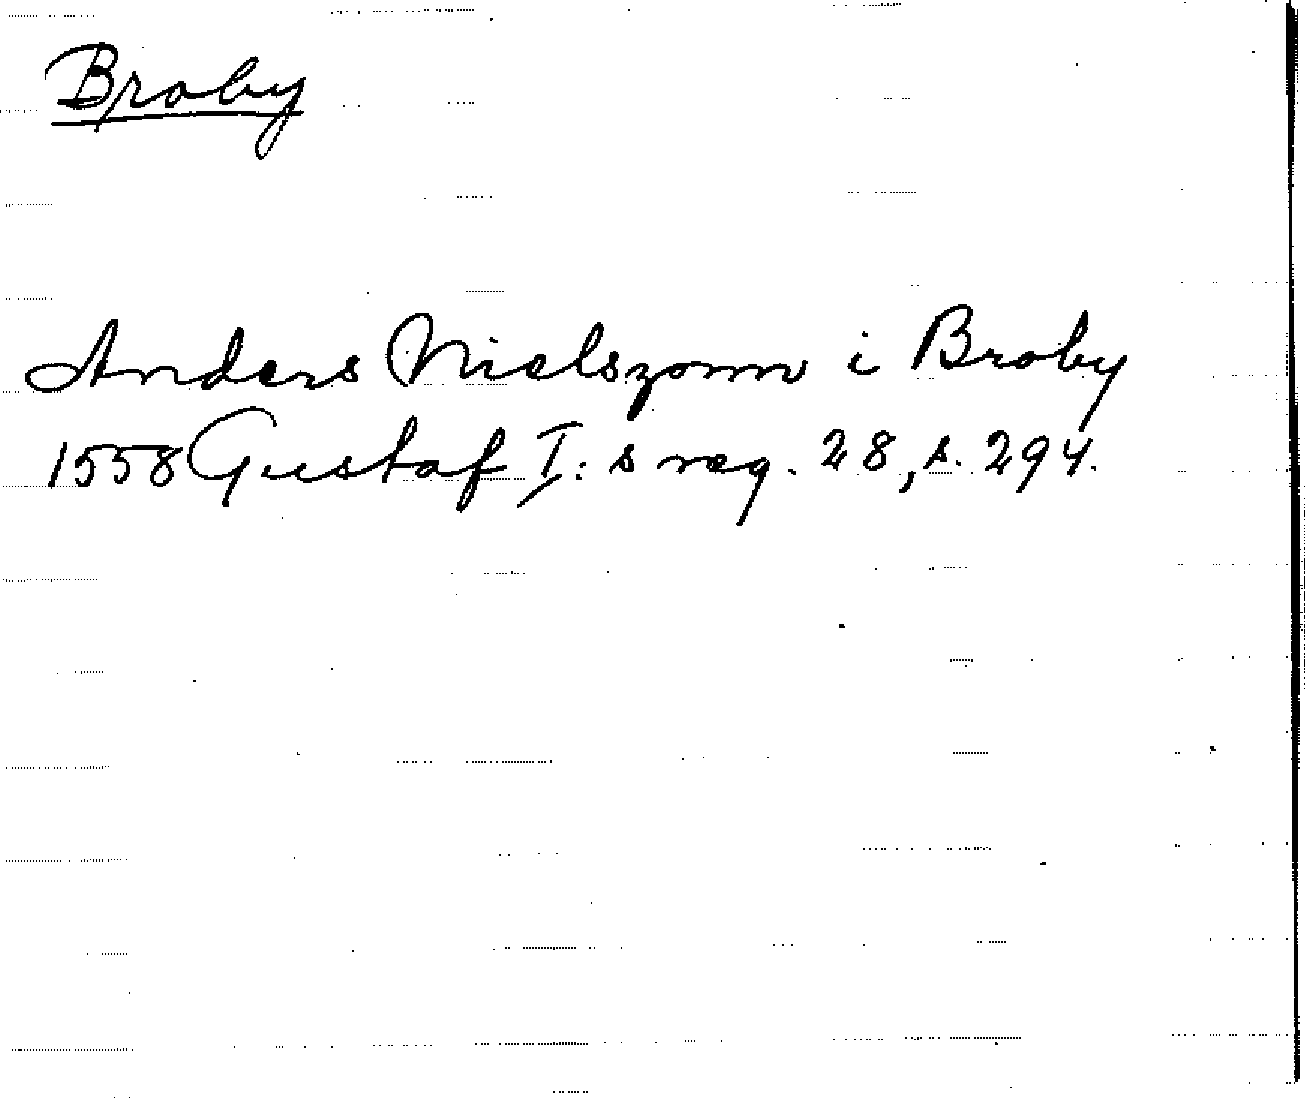 Broby
Anders Nielszonn i Broby
1558 Gustaf I:s reg. 28, s. 294.